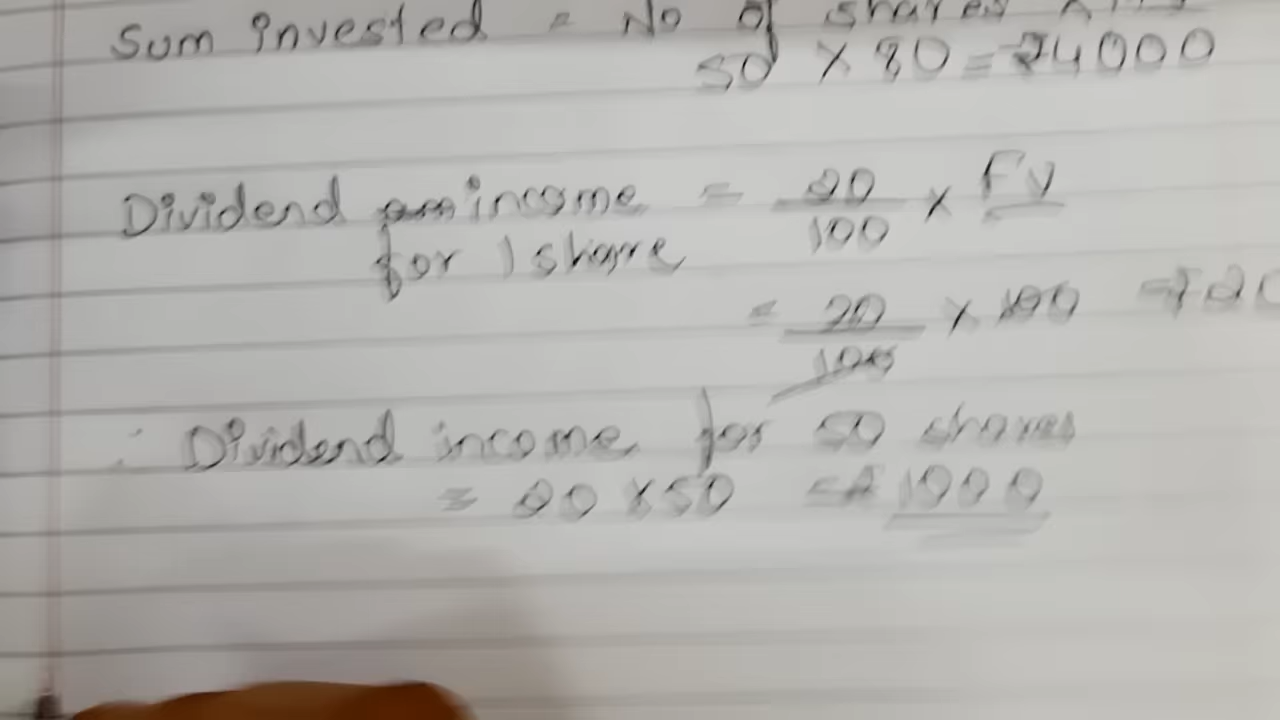 Sum invested = No of shares x
50 x 80 = ₹4000
Dividend income = 20/100 x FV
for 1 share
= 20/100 x 100 = ₹20
∴ Dividend income for 50 shares
= 20 x 50 = ₹1000